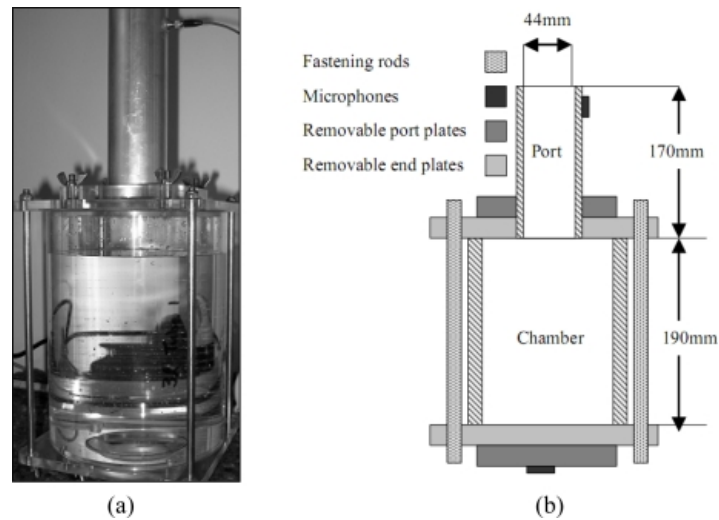 44mm
Fastening rods
Microphones
Removable port plates
Removable end plates
Port
170mm
Chamber
190mm
(a)
(b)